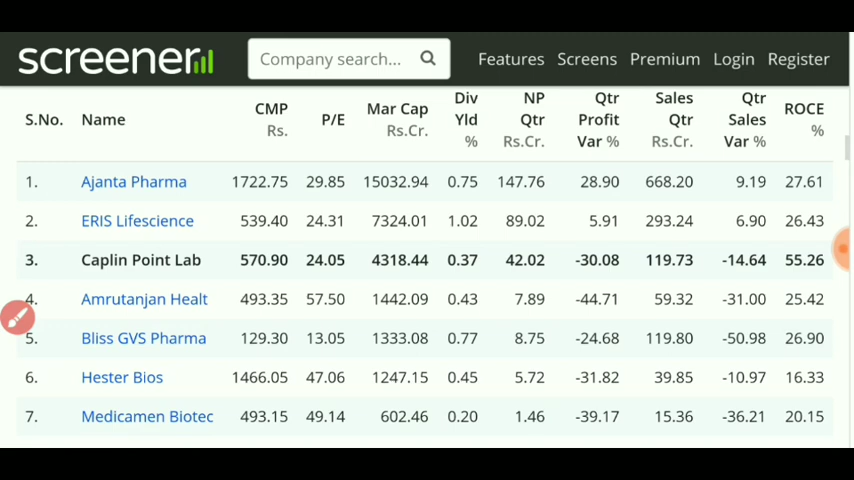 screener Company search... Features Screens Premium Login Register
S.No. Name CMP Rs. P/E Mar Cap Rs.Cr. Div Yld % NP Qtr Rs.Cr. Qtr Profit Var % Sales Qtr Rs.Cr. Qtr Sales Var % ROCE %
1. Ajanta Pharma 1722.75 29.85 15032.94 0.75 147.76 28.90 668.20 9.19 27.61
2. ERIS Lifescience 539.40 24.31 7324.01 1.02 89.02 5.91 293.24 6.90 26.43
3. Caplin Point Lab 570.90 24.05 4318.44 0.37 42.02 -30.08 119.73 -14.64 55.26
4. Amrutanjan Healt 493.35 57.50 1442.09 0.43 7.89 -44.71 59.32 -31.00 25.42
5. Bliss GVS Pharma 129.30 13.05 1333.08 0.77 8.75 -24.68 119.80 -50.98 26.90
6. Hester Bios 1466.05 47.06 1247.15 0.45 5.72 -31.82 39.85 -10.97 16.33
7. Medicamen Biotec 493.15 49.14 602.46 0.20 1.46 -39.17 15.36 -36.21 20.15